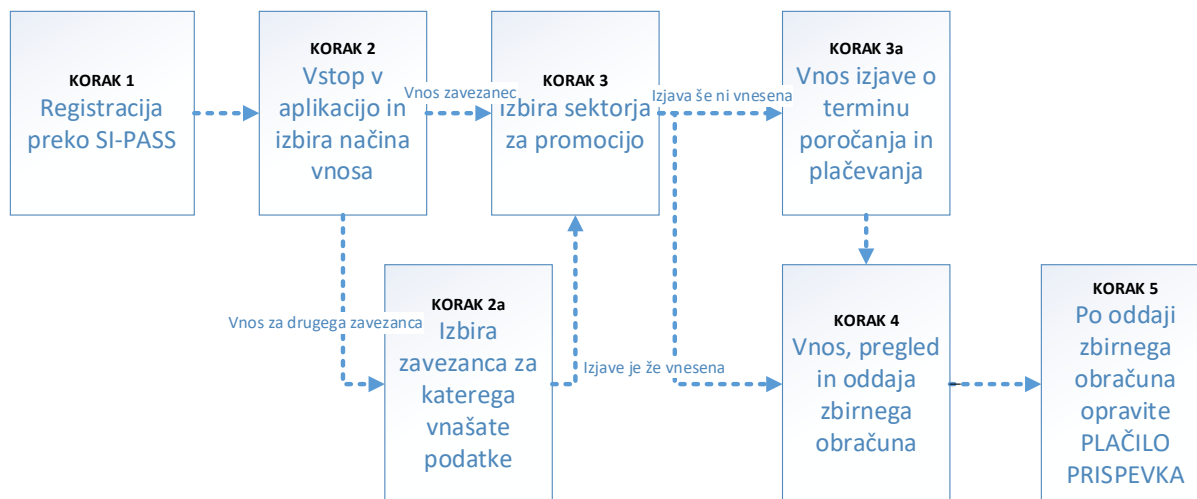 KORAK 1
Registracija
preko SI-PASS
KORAK 2
Vstop v
aplikacijo in
izbira načina
vnosa
Vnos zavezanec
KORAK 3
Izbira sektorja
za promocijo
Izjava še ni vnesena
KORAK 3a
Vnos izjave o
terminu
poročanja in
plačevanja
Vnos za drugega zavezanca
KORAK 2a
Izbira
zavezanca za
katerega
vnašate
podatke
Izjave je že vnesena
KORAK 4
Vnos, pregled
in oddaja
zbirnega
obračuna
KORAK 5
Po oddaji
zbirnega
obračuna
opravite
PLAČILO
PRISPEVKA